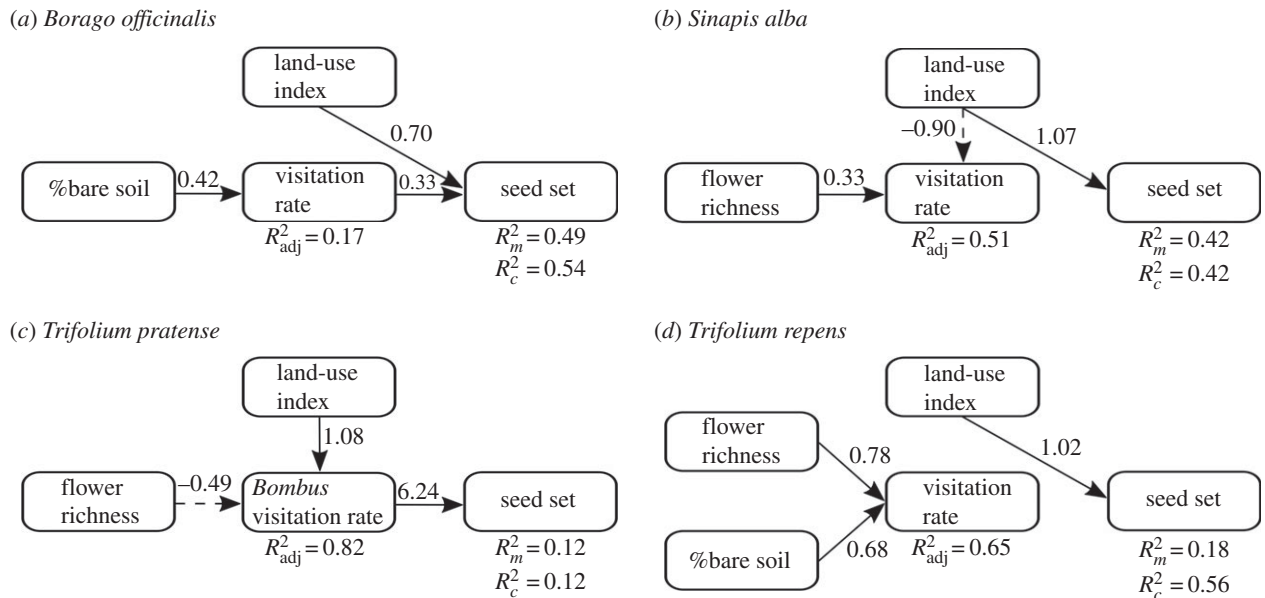 (a) Borago officinalis
land-use
index
0.70
%bare soil
0.42
visitation
rate
0.33
seed set
R²adj = 0.17
R²m = 0.49
R²c = 0.54
(b) Sinapis alba
land-use
index
–0.90
1.07
flower
richness
0.33
visitation
rate
seed set
R²adj = 0.51
R²m = 0.42
R²c = 0.42
(c) Trifolium pratense
land-use
index
1.08
flower
richness
–0.49
Bombus
visitation rate
6.24
seed set
R²adj = 0.82
R²m = 0.12
R²c = 0.12
(d) Trifolium repens
land-use
index
flower
richness
0.78
1.02
visitation
rate
seed set
%bare soil
0.68
R²adj = 0.65
R²m = 0.18
R²c = 0.56